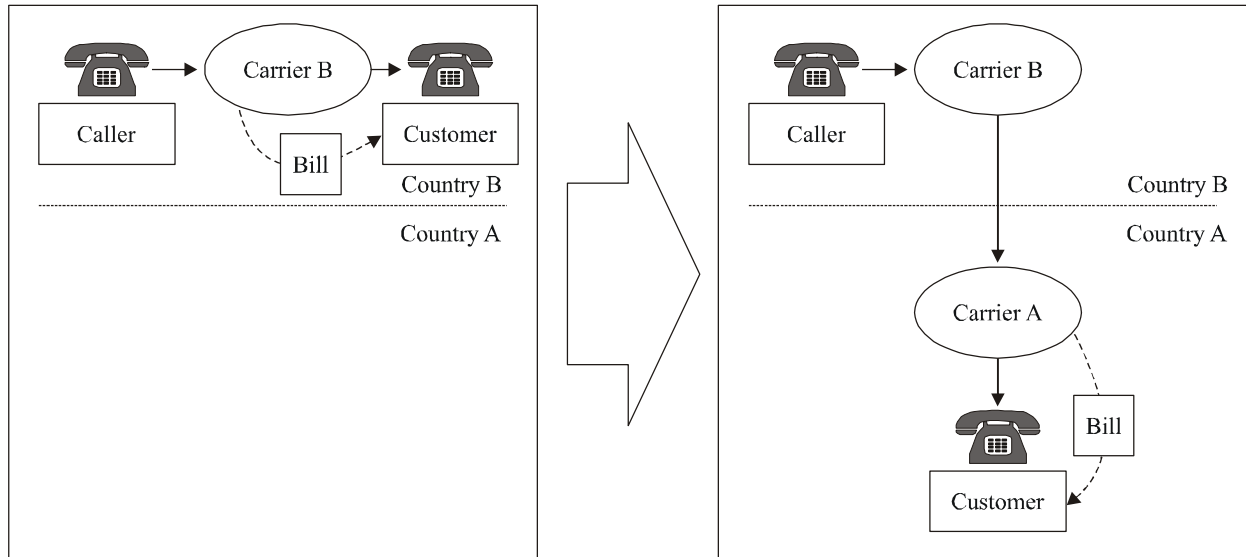 Carrier B
Caller
Bill
Customer
Country B
Country A
Carrier B
Caller
Country B
Country A
Carrier A
Bill
Customer